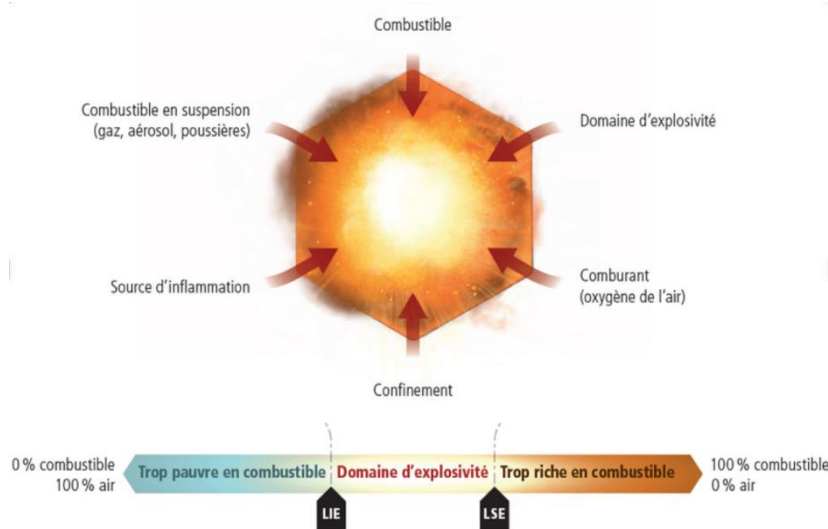 Combustible
Combustible en suspension
(gaz, aérosol, poussières)
Domaine d'explosivité
Source d'inflammation
Comburant
(oxygène de l'air)
Confinement
0 % combustible
100 % air
Trop pauvre en combustible
Domaine d'explosivité
Trop riche en combustible
100 % combustible
0 % air
LIE
LSE